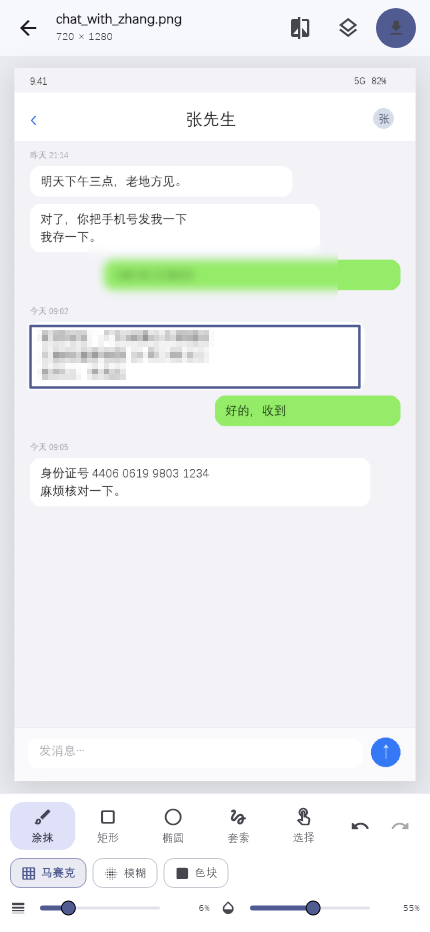 chat_with_zhang.png
720 × 1280
9:41
5G 82%
张先生
张
昨天 21:14
明天下午三点，老地方见。
对了，你把手机号发我一下
我存一下。
今天 09:02
好的，收到
今天 09:05
身份证号 4406 0619 9803 1234
麻烦核对一下。
发消息…
涂抹
矩形
椭圆
套索
选择
马赛克
模糊
色块
6%
55%